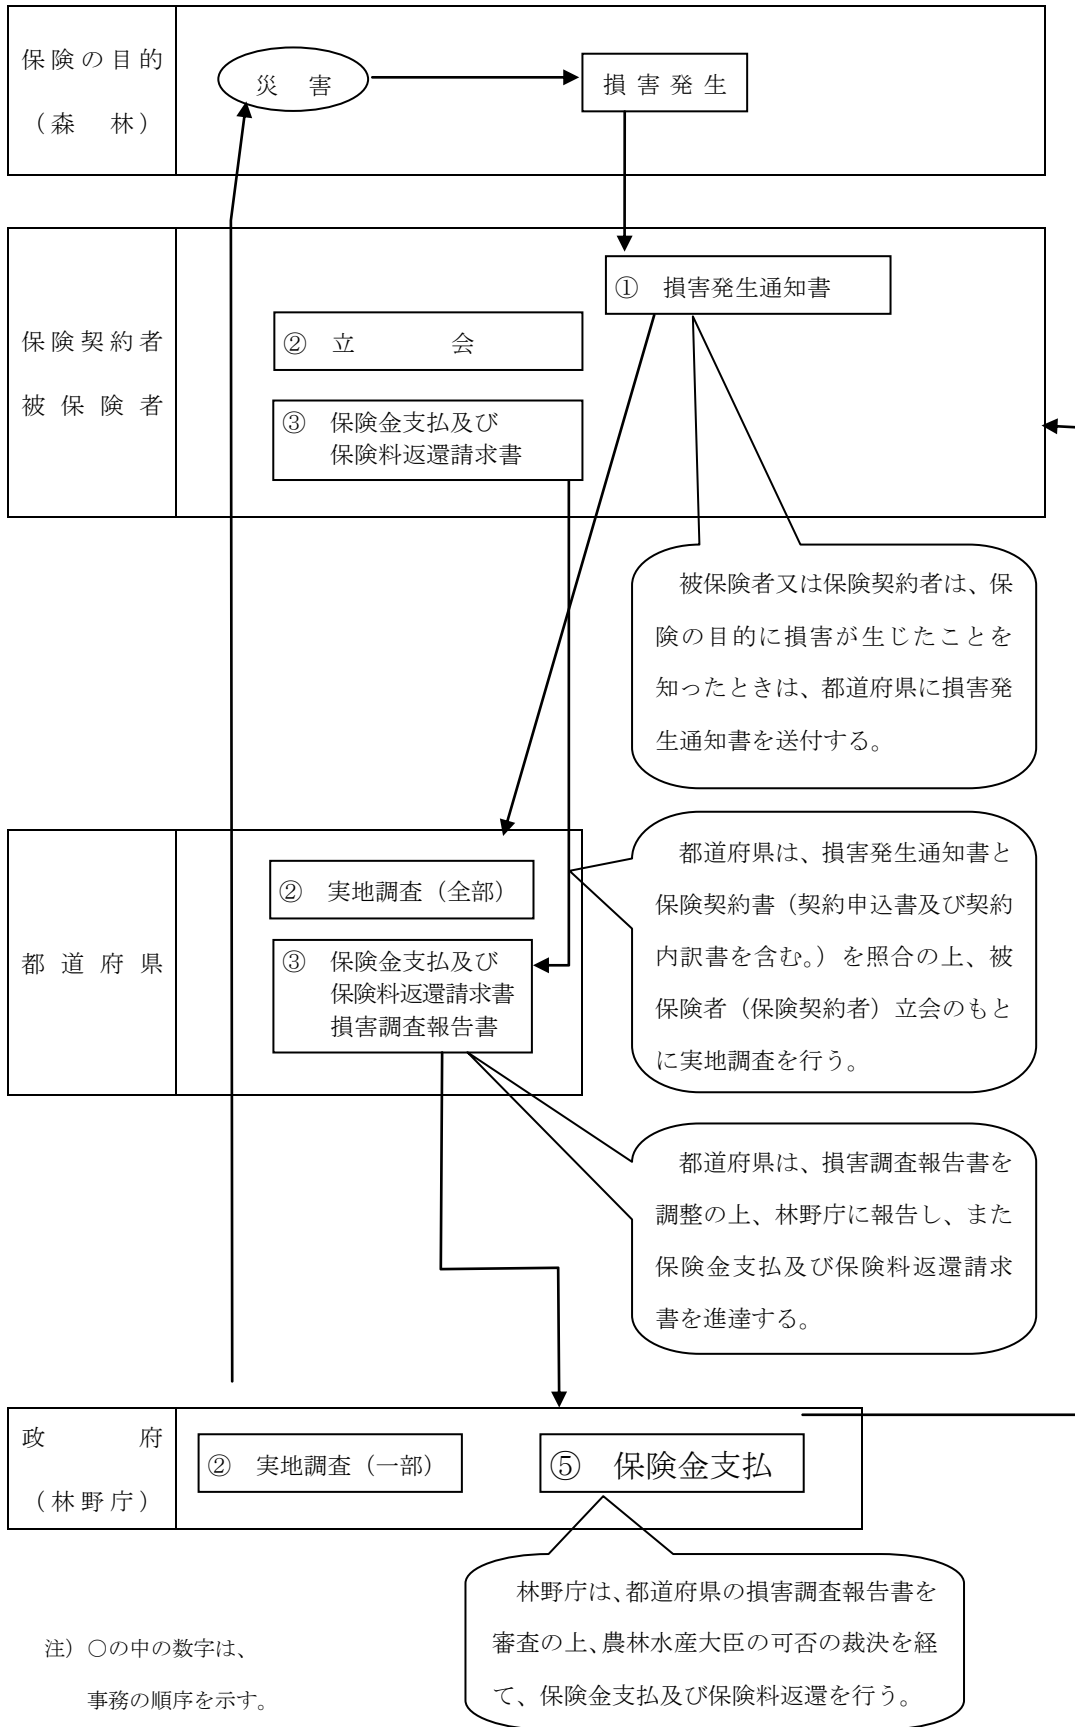 保険の目的
（森　林）
災　害
損 害 発 生
保険契約者
被 保 険 者
①　損害発生通知書
②　立　　　　会
③　保険金支払及び
保険料返還請求書
被保険者又は保険契約者は、保
険の目的に損害が生じたことを
知ったときは、都道府県に損害発
生通知書を送付する。
都 道 府 県
②　実地調査（全部）
③　保険金支払及び
保険料返還請求書
損害調査報告書
都道府県は、損害発生通知書と
保険契約書（契約申込書及び契約
内訳書を含む。）を照合の上、被
保険者（保険契約者）立会のもと
に実地調査を行う。
都道府県は、損害調査報告書を
調整の上、林野庁に報告し、また
保険金支払及び保険料返還請求
書を進達する。
政　　　　府
（林野庁）
②　実地調査（一部）
⑤　保険金支払
林野庁は、都道府県の損害調査報告書を
審査の上、農林水産大臣の可否の裁決を経
て、保険金支払及び保険料返還を行う。
注）○の中の数字は、
事務の順序を示す。